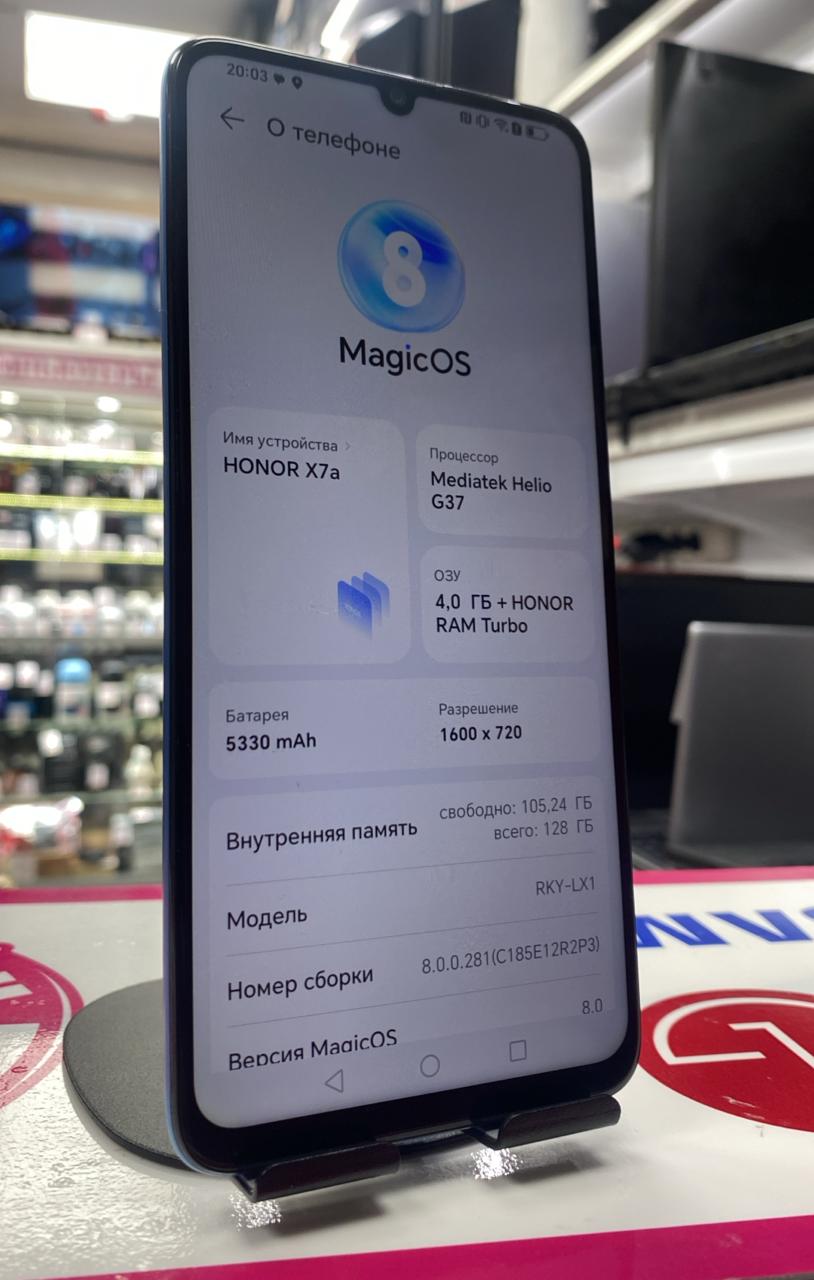 20:03
О телефоне
8
MagicOS
Имя устройства
HONOR X7a
Процессор
Mediatek Helio
G37
ОЗУ
4,0 ГБ + HONOR
RAM Turbo
Батарея
5330 mAh
Разрешение
1600 x 720
Внутренняя память
свободно: 105,24 ГБ
всего: 128 ГБ
Модель
RKY-LX1
Номер сборки
8.0.0.281(C185E12R2P3)
Версия MagicOS
8.0